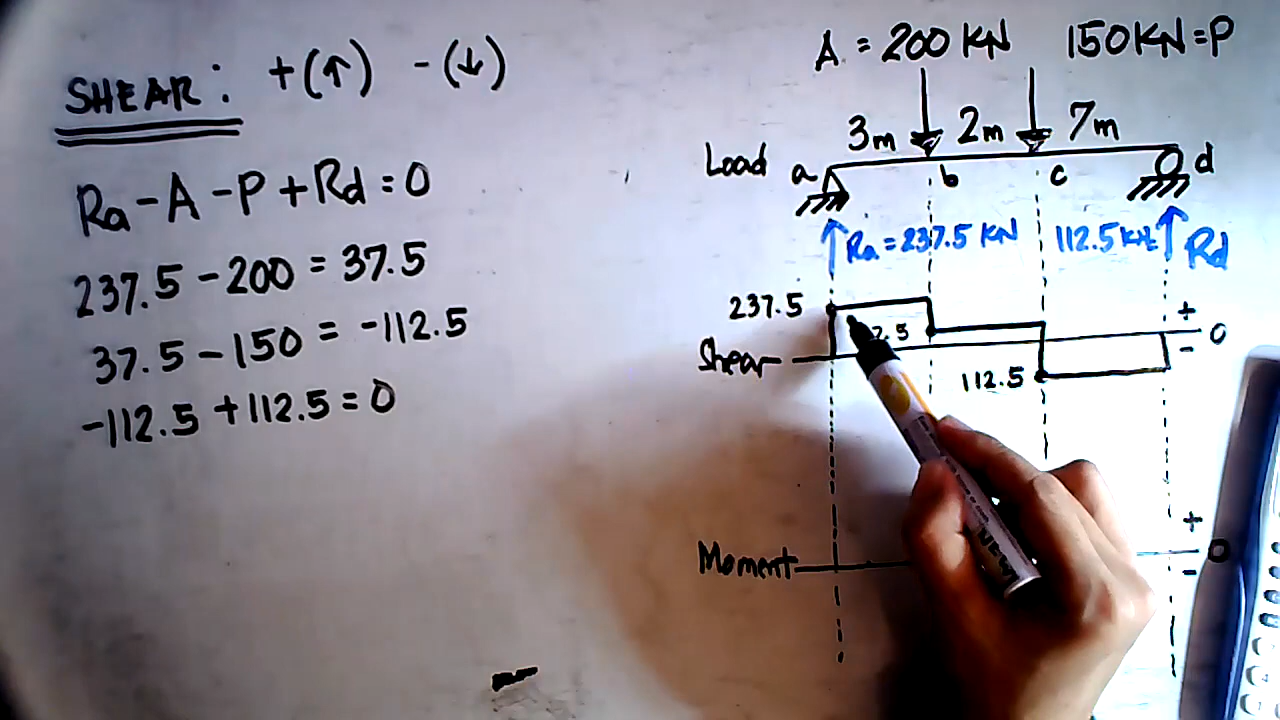 SHEAR: +(↑) -(↓)
Ra - A - P + Rd = 0
237.5 - 200 = 37.5
37.5 - 150 = -112.5
-112.5 + 112.5 = 0
A = 200 KN 150KN = P
3m 2m 7m
Load a b c d
Ra = 237.5 KN 112.5 KN Rd
237.5
+
0
-
Shear
112.5
+
Moment 0
-